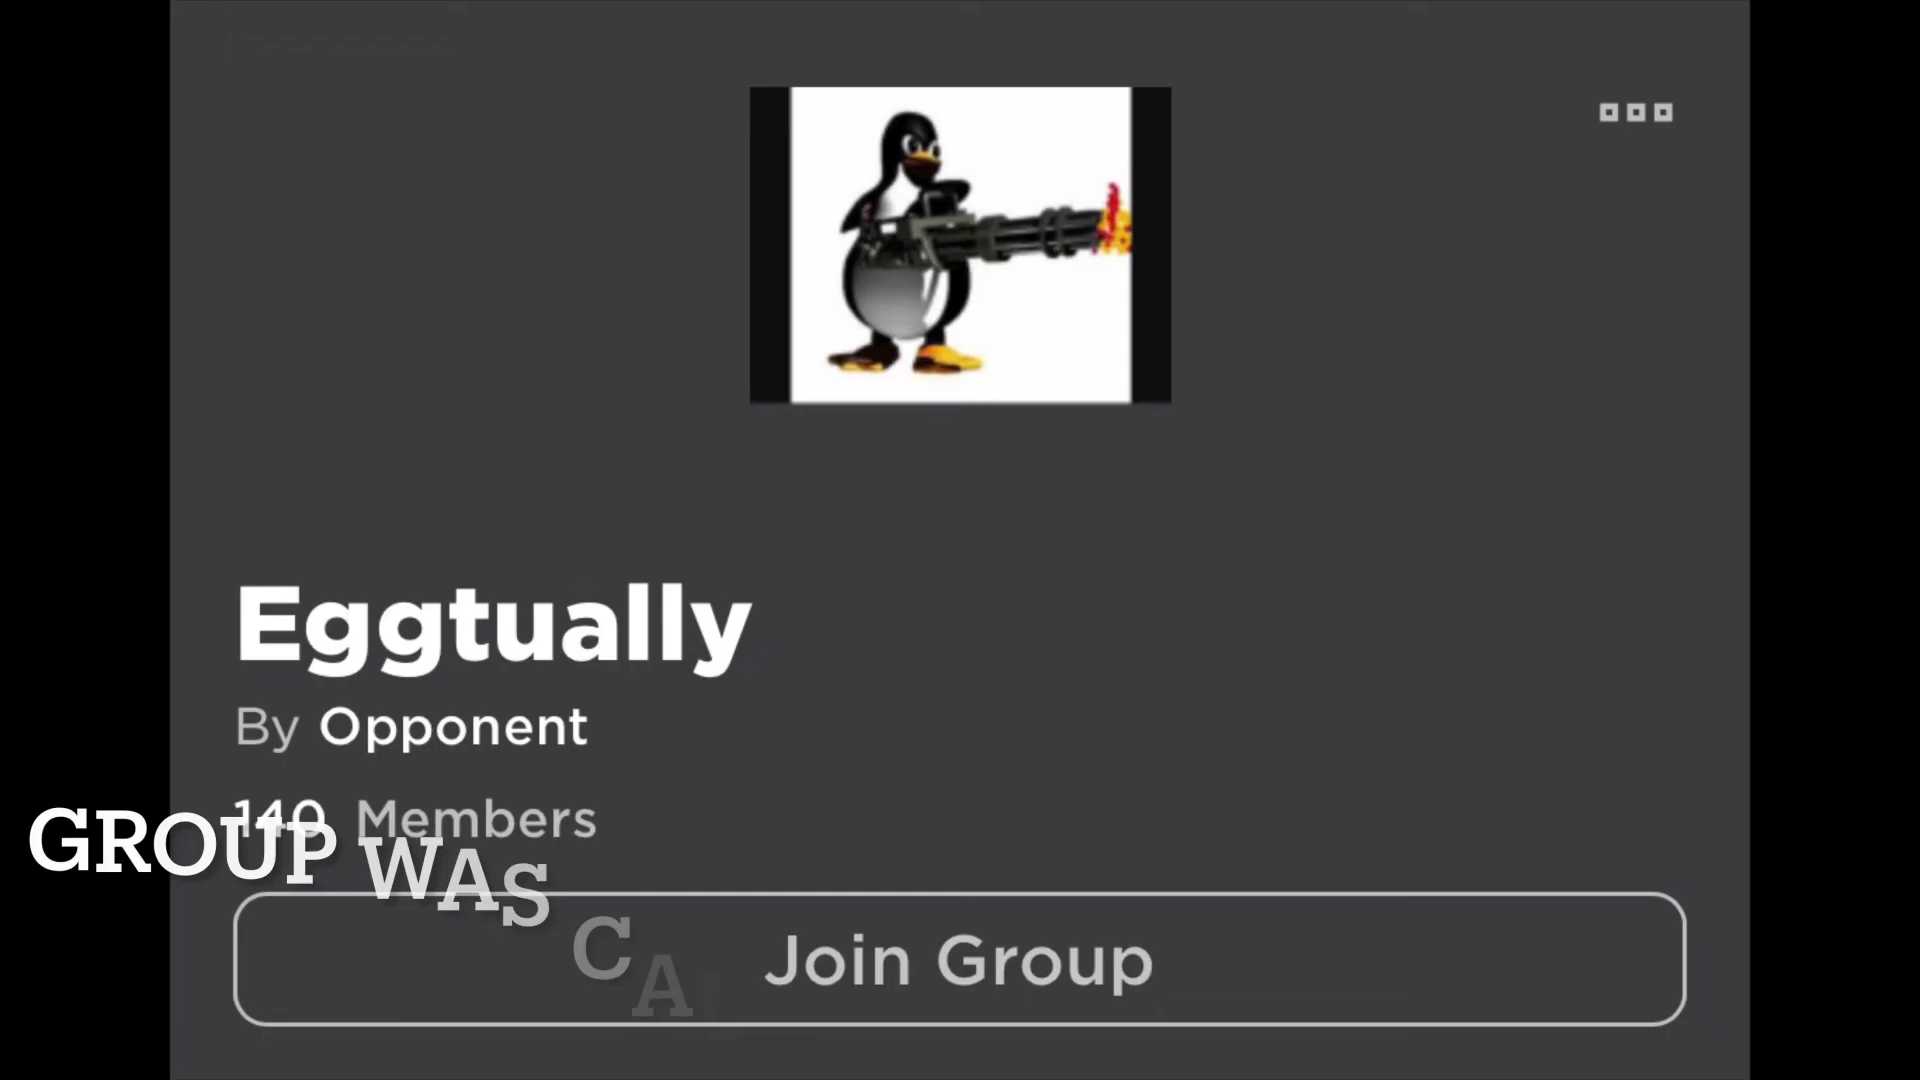 Eggtually
By Opponent
140 Members
GROUP WAS
Join Group